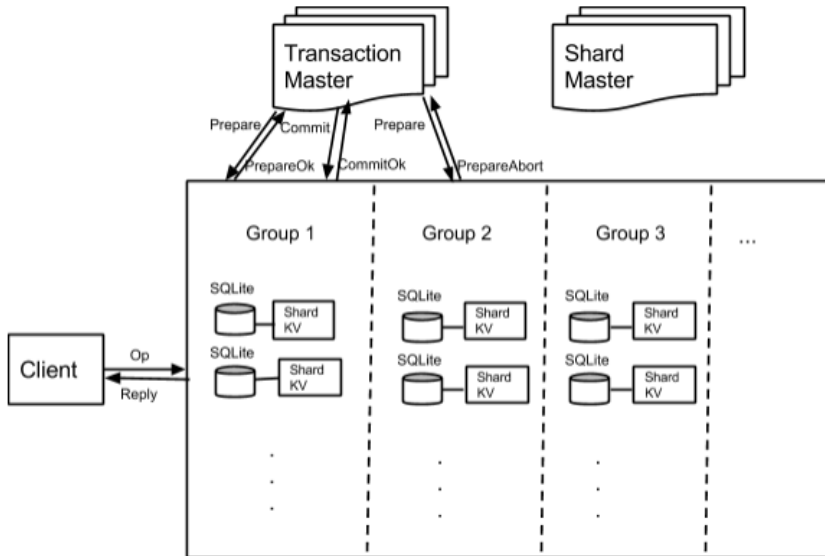 Transaction
Master
Shard
Master
Prepare
Commit
Prepare
PrepareOk
CommitOk
PrepareAbort
Group 1
Group 2
Group 3
...
SQLite
Shard
KV
SQLite
Shard
KV
SQLite
Shard
KV
SQLite
Shard
KV
SQLite
Shard
KV
SQLite
Shard
KV
Client
Op
Reply